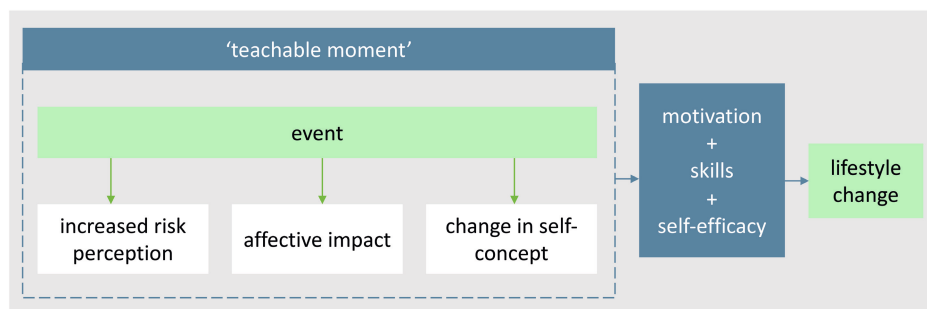 ‘teachable moment’
event
increased risk
perception
affective impact
change in self-
concept
motivation
+
skills
+
self-efficacy
lifestyle
change